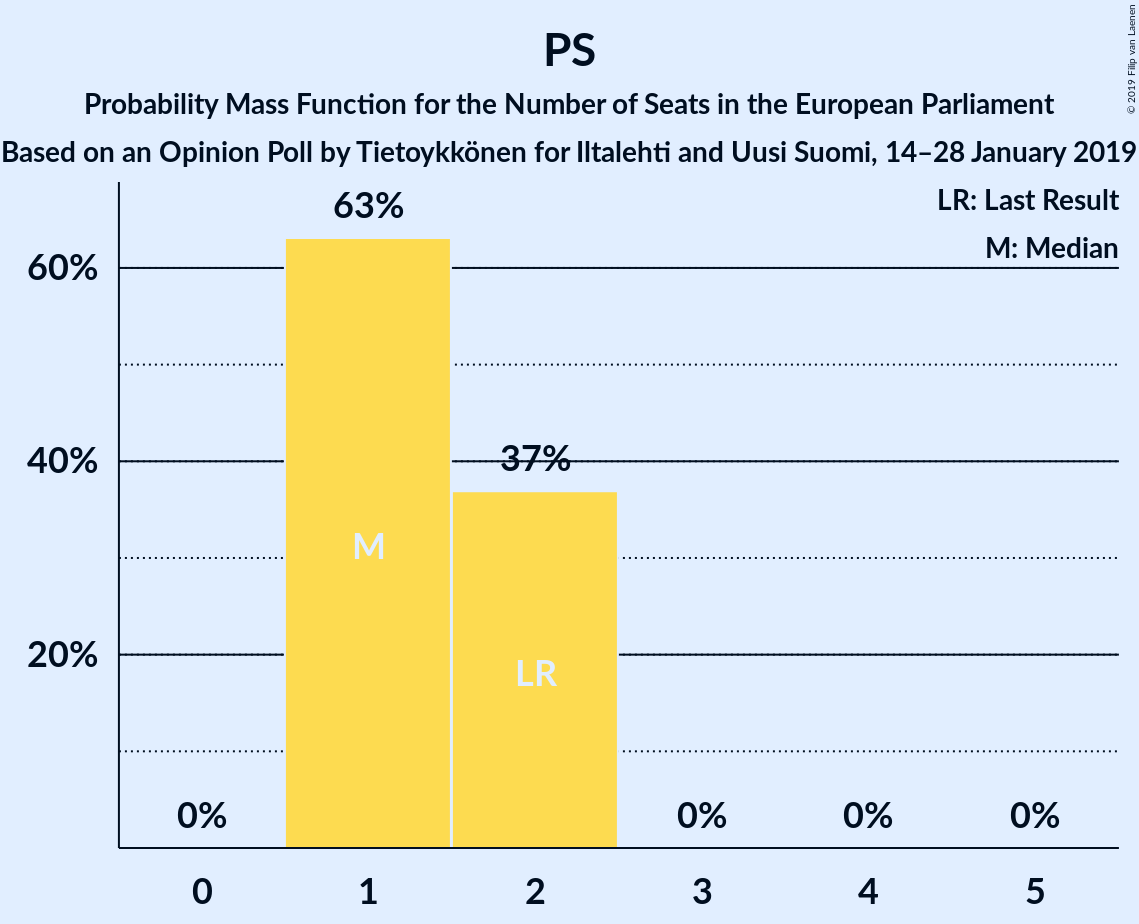 PS
Probability Mass Function for the Number of Seats in the European Parliament
Based on an Opinion Poll by Tietoykkönen for Iltalehti and Uusi Suomi, 14–28 January 2019
© 2019 Filip van Laenen
LR: Last Result
M: Median
63%
60%
40%
37%
M
20%
LR
0%
0%
0%
0%
0 1 2 3 4 5